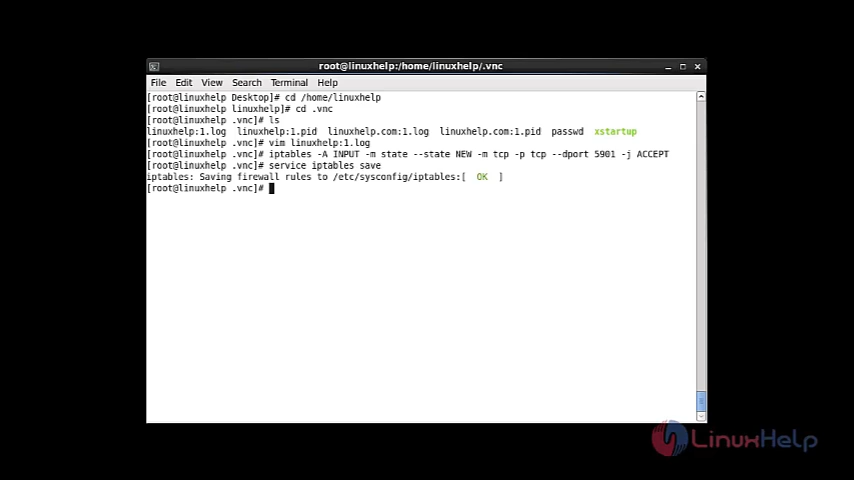 root@linuxhelp:/home/linuxhelp/.vnc
File Edit View Search Terminal Help
[root@linuxhelp Desktop]# cd /home/linuxhelp
[root@linuxhelp linuxhelp]# cd .vnc
[root@linuxhelp .vnc]# ls
linuxhelp:1.log linuxhelp:1.pid linuxhelp.com:1.log linuxhelp.com:1.pid passwd xstartup
[root@linuxhelp .vnc]# vim linuxhelp:1.log
[root@linuxhelp .vnc]# iptables -A INPUT -m state --state NEW -m tcp -p tcp --dport 5901 -j ACCEPT
[root@linuxhelp .vnc]# service iptables save
iptables: Saving firewall rules to /etc/sysconfig/iptables:[ OK ]
[root@linuxhelp .vnc]#
LinuxHelp